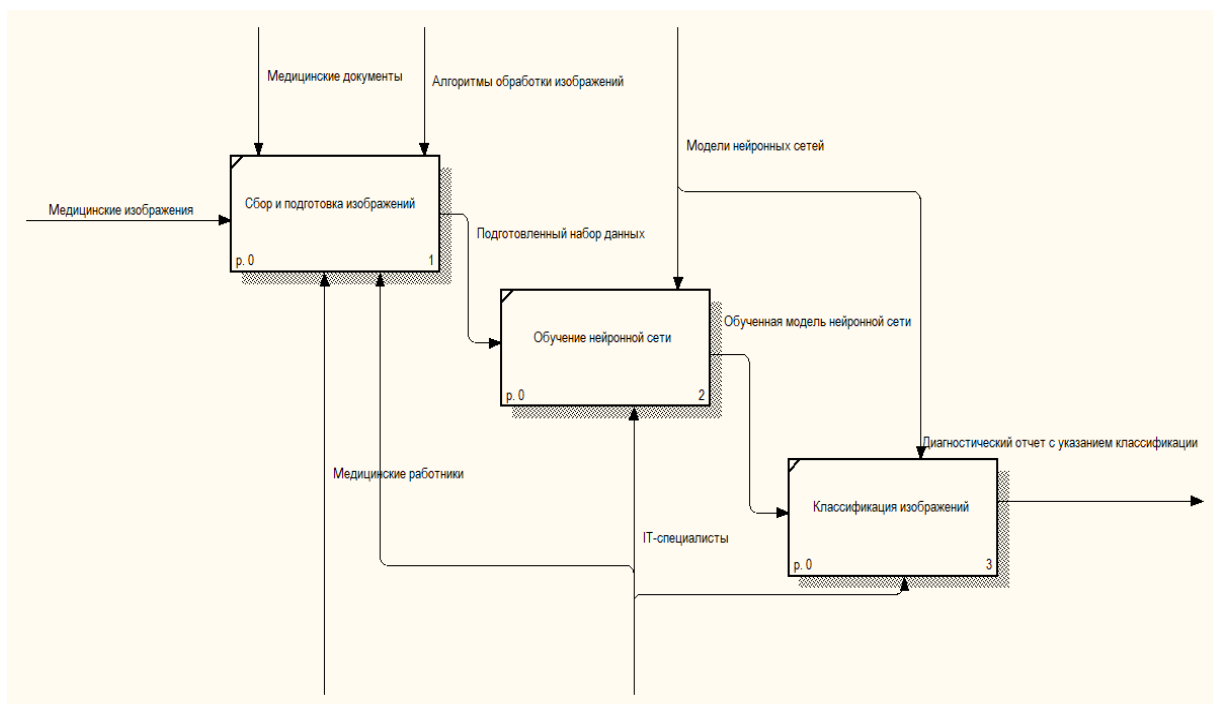 Медицинские документы
Алгоритмы обработки изображений
Модели нейронных сетей
Медицинские изображения
Сбор и подготовка изображений
р. 0
1
Подготовленный набор данных
Обученная модель нейронной сети
Обучение нейронной сети
р. 0
2
Диагностический отчет с указанием классификации
Медицинские работники
Классификация изображений
IT-специалисты
р. 0
3